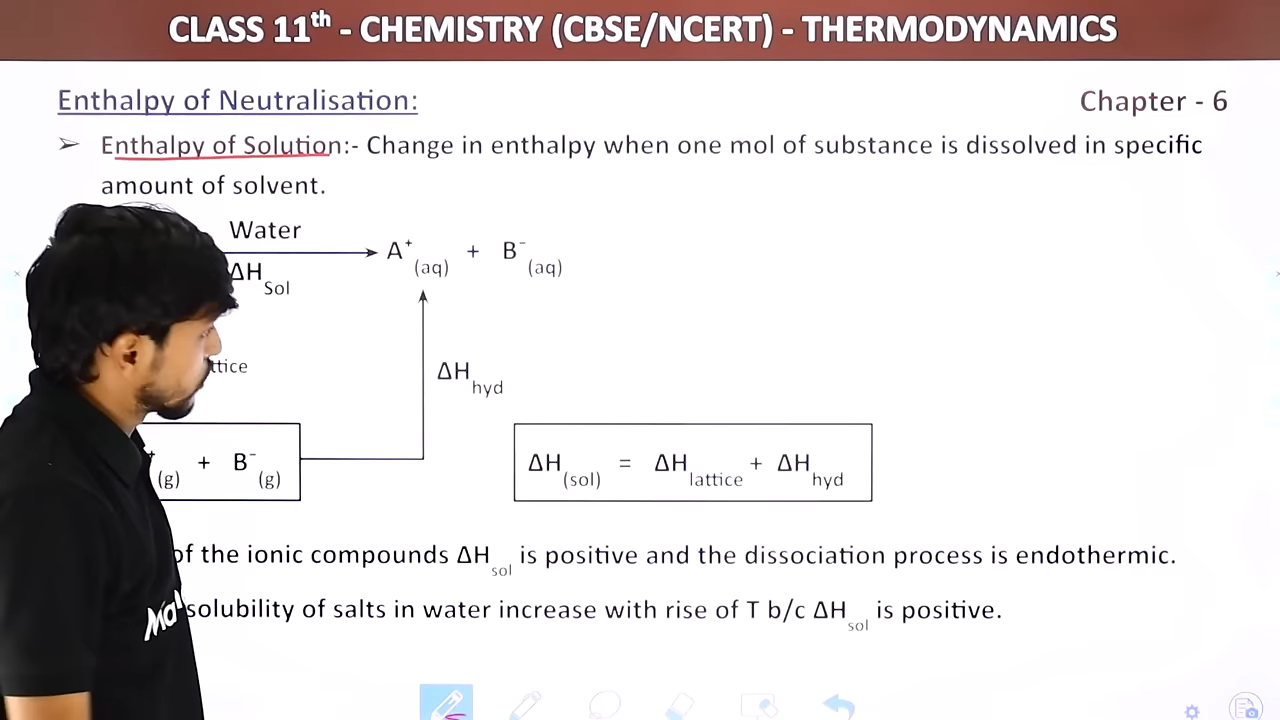 CLASS 11th - CHEMISTRY (CBSE/NCERT) - THERMODYNAMICS
Enthalpy of Neutralisation:
Chapter - 6
➢ Enthalpy of Solution:- Change in enthalpy when one mol of substance is dissolved in specific
amount of solvent.
Water
A⁺(aq) + B⁻(aq)
ΔH Sol
ΔH hyd
(g) + B⁻(g)
ΔH(sol) = ΔH lattice + ΔH hyd
of the ionic compounds ΔH sol is positive and the dissociation process is endothermic.
solubility of salts in water increase with rise of T b/c ΔH sol is positive.